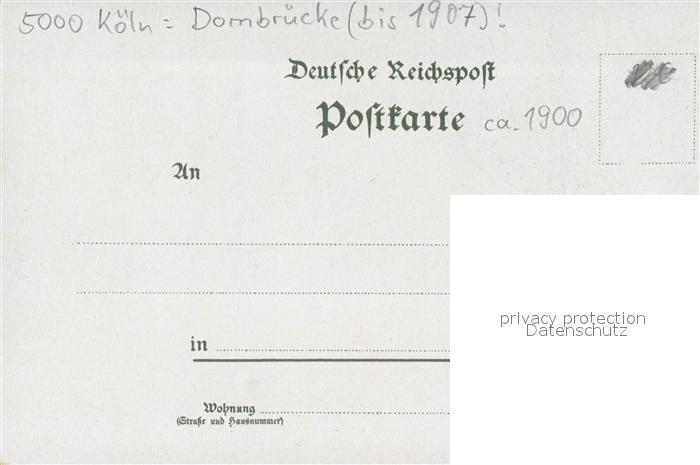 5000 Köln = Dombrücke (bis 1907)!
Deutsche Reichspost
Postkarte ca. 1900
An
in
Wohnung
(Straße und Hausnummer)
privacy protection
Datenschutz